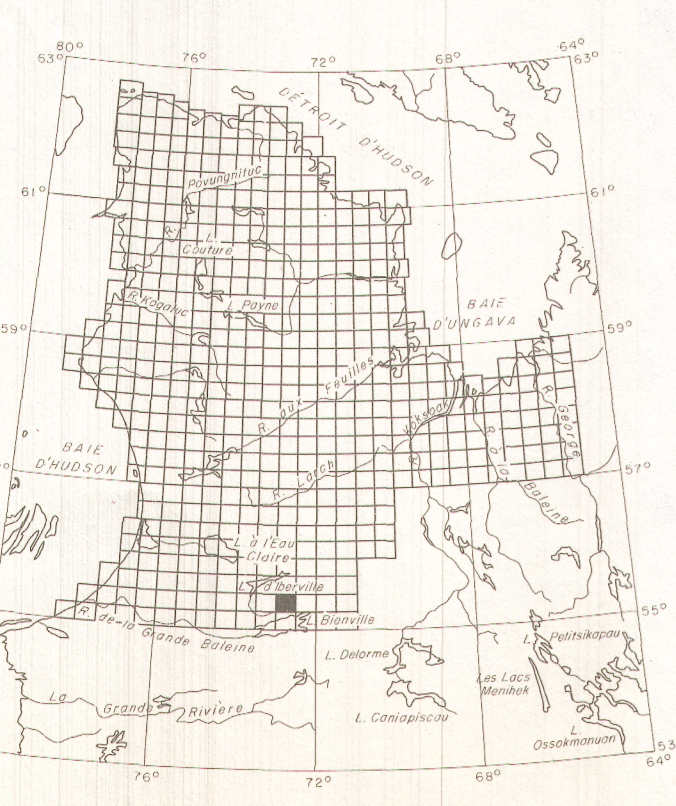 80°
76°
72°
68°
64°
63°
63°
DÉTROIT D'HUDSON
Povungnituc
R.
61°
61°
L.
Couture
R. Kogaluc
L. Payne
BAIE
D'UNGAVA
59°
59°
R. aux Feuilles
Koksoak
R. George
R. à la Baleine
BAIE
D'HUDSON
57°
R. Larch
L. à l'Eau
Claire
L. d'Iberville
R. de-la Grande Baleine
L. Bienville
55°
L. Delorme
L. Petitsikapau
Les Lacs
Menihek
La Grande Rivière
L. Caniapiscau
L.
Ossokmanuan
53
76°
72°
68°
64°